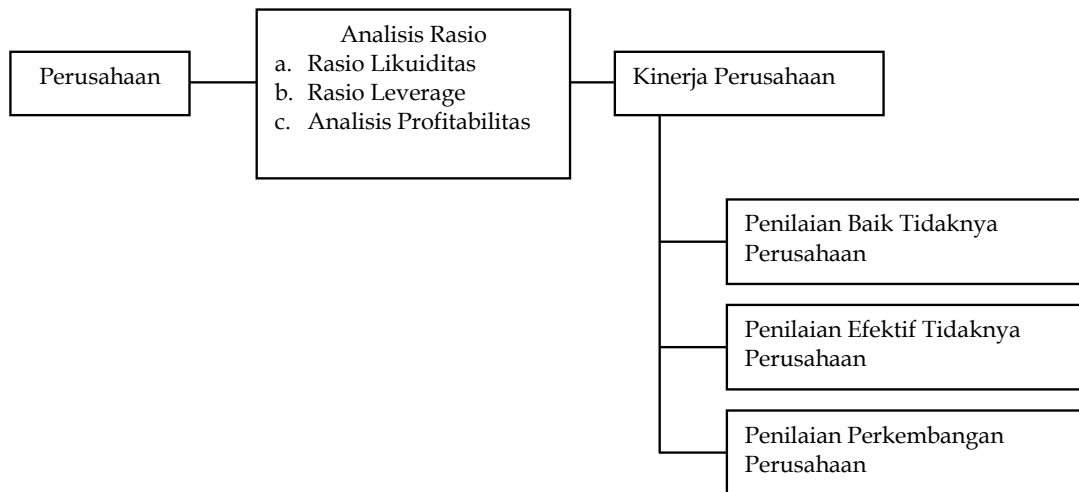 Perusahaan
Analisis Rasio
a. Rasio Likuiditas
b. Rasio Leverage
c. Analisis Profitabilitas
Kinerja Perusahaan
Penilaian Baik Tidaknya
Perusahaan
Penilaian Efektif Tidaknya
Perusahaan
Penilaian Perkembangan
Perusahaan